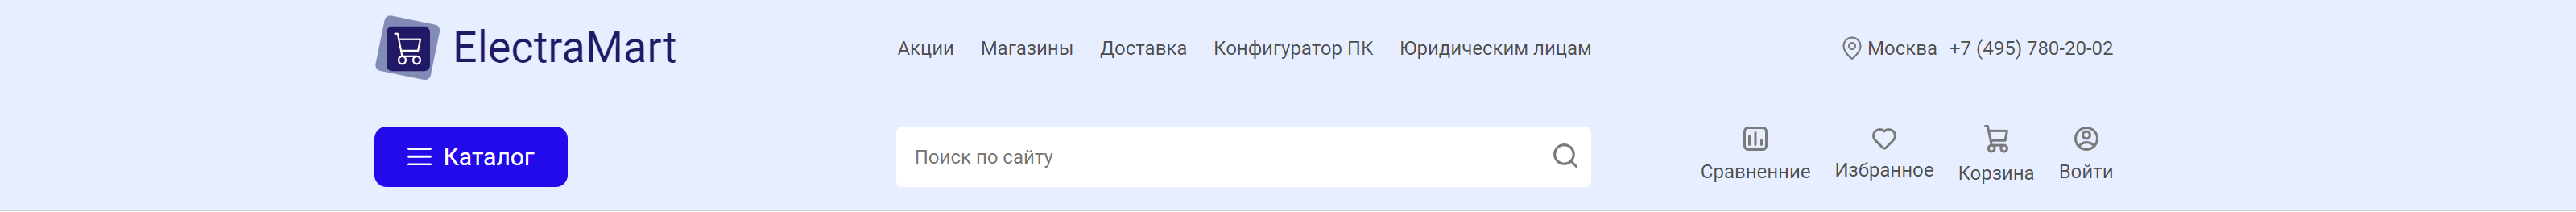 ElectraMart
Акции Магазины Доставка Конфигуратор ПК Юридическим лицам
Москва +7 (495) 780-20-02
Каталог
Поиск по сайту
Сравненние Избранное Корзина Войти